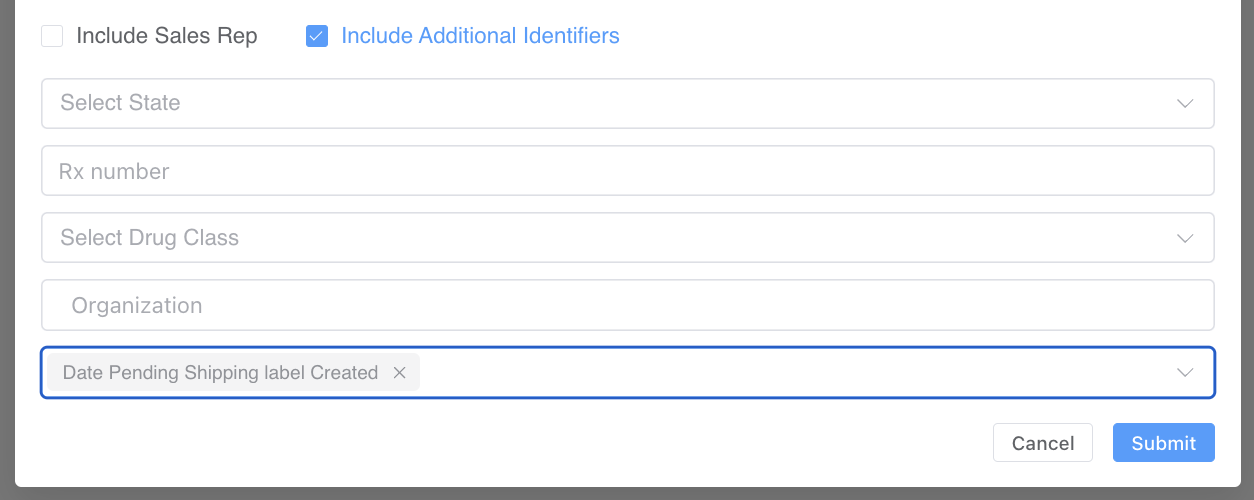 Include Sales Rep Include Additional Identifiers
Select State
Rx number
Select Drug Class
Organization
Date Pending Shipping label Created
Cancel Submit